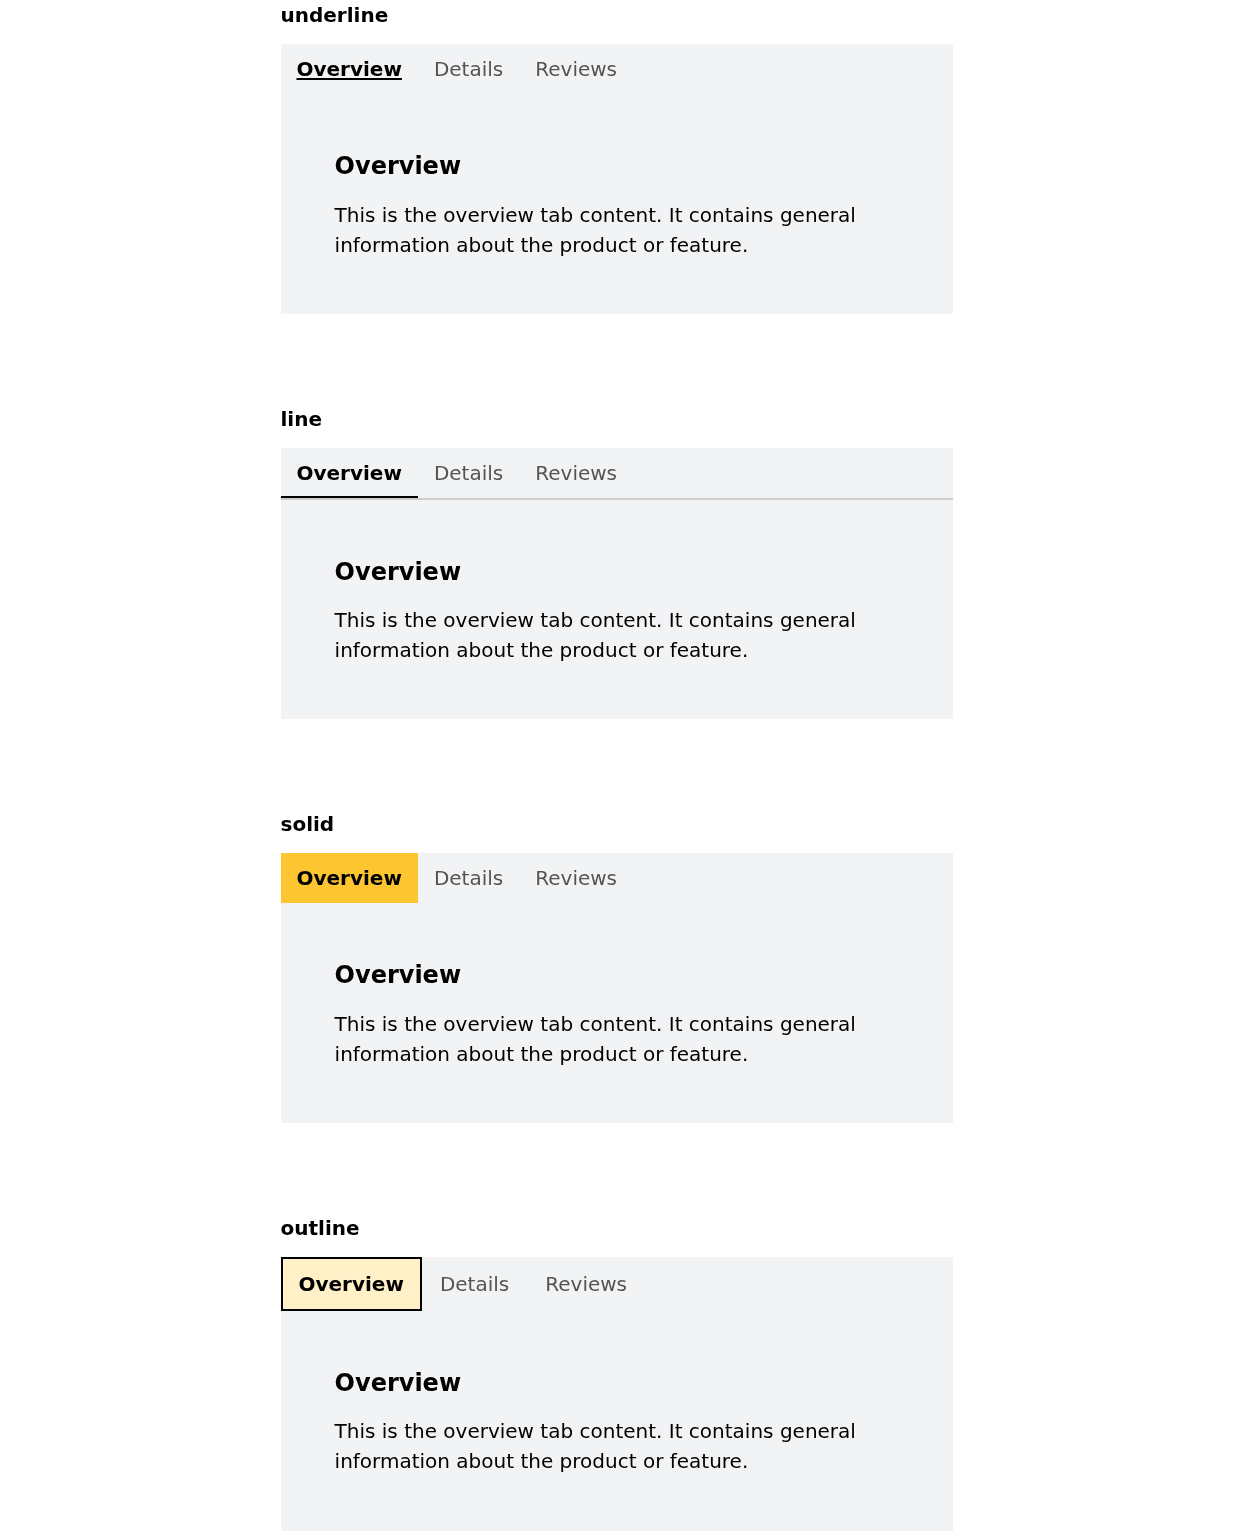 underline
Overview Details Reviews
Overview
This is the overview tab content. It contains general
information about the product or feature.
line
Overview Details Reviews
Overview
This is the overview tab content. It contains general
information about the product or feature.
solid
Overview Details Reviews
Overview
This is the overview tab content. It contains general
information about the product or feature.
outline
Overview Details Reviews
Overview
This is the overview tab content. It contains general
information about the product or feature.